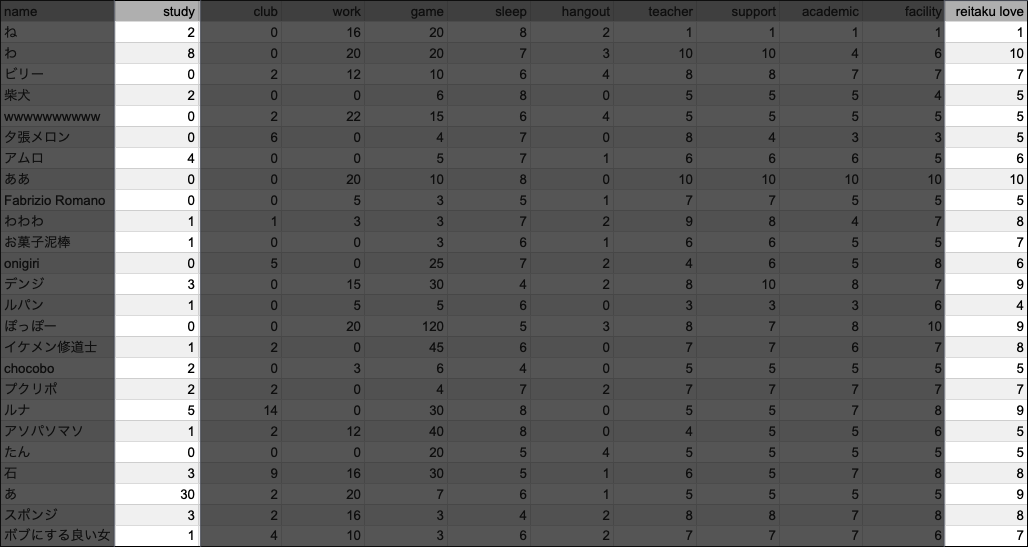 name study club work game sleep hangout teacher support academic facility reitaku love
ね 2 0 16 20 8 2 1 1 1 1 1
わ 8 0 20 20 7 3 10 10 4 6 10
ビリー 0 2 12 10 6 4 8 8 7 7 7
柴犬 2 0 0 6 8 0 5 5 5 4 5
wwwwwwwwww 0 2 22 15 6 4 5 5 5 5 5
夕張メロン 0 6 0 4 7 0 8 4 3 3 5
アムロ 4 0 0 5 7 1 6 6 6 5 6
ああ 0 0 20 10 8 0 10 10 10 10 10
Fabrizio Romano 0 0 5 3 5 1 7 7 5 5 5
わわわ 1 1 3 3 7 2 9 8 4 7 8
お菓子泥棒 1 0 0 3 6 1 6 6 5 5 7
onigiri 0 5 0 25 7 2 4 6 5 8 6
デンジ 3 0 15 30 4 2 8 10 8 7 9
ルパン 1 0 5 5 6 0 3 3 3 6 4
ぽっぽー 0 0 20 120 5 3 8 7 8 10 9
イケメン修道士 1 2 0 45 6 0 7 7 6 7 8
chocobo 2 0 3 6 4 0 5 5 5 5 5
プクリポ 2 2 0 4 7 2 7 7 7 7 7
ルナ 5 14 0 30 8 0 5 5 7 8 9
アソパソマソ 1 2 12 40 8 0 4 5 5 6 5
たん 0 0 0 20 5 4 5 5 5 5 5
石 3 9 16 30 5 1 6 5 7 8 8
あ 30 2 20 7 6 1 5 5 5 5 9
スポンジ 3 2 16 3 4 2 8 8 7 8 8
ボブにする良い女 1 4 10 3 6 2 7 7 7 6 7